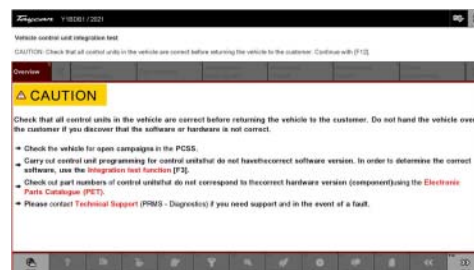 Taycan Y1BDB1 / 2021
Vehicle control unit integration test
CAUTION: Check that all control units in the vehicle are correct before returning the vehicle to the customer. Continue with [F12].
Overview
CAUTION
Check that all control units in the vehicle are correct before returning the vehicle to the customer. Do not hand the vehicle over
the customer if you discover that the software or hardware is not correct.
Check the vehicle for open campaigns in the PCSS.
Carry out control unit programming for control unitsthat do not havethecorrect software version. In order to determine the correct
software, use the Integration test function [F3].
Check out part numbers of control unitsthat do not correspond to thecorrect hardware version (component)using the Electronic
Parts Catalogue (PET).
Please contact Technical Support (PRMS - Diagnostics) if you need support and in the event of a fault.